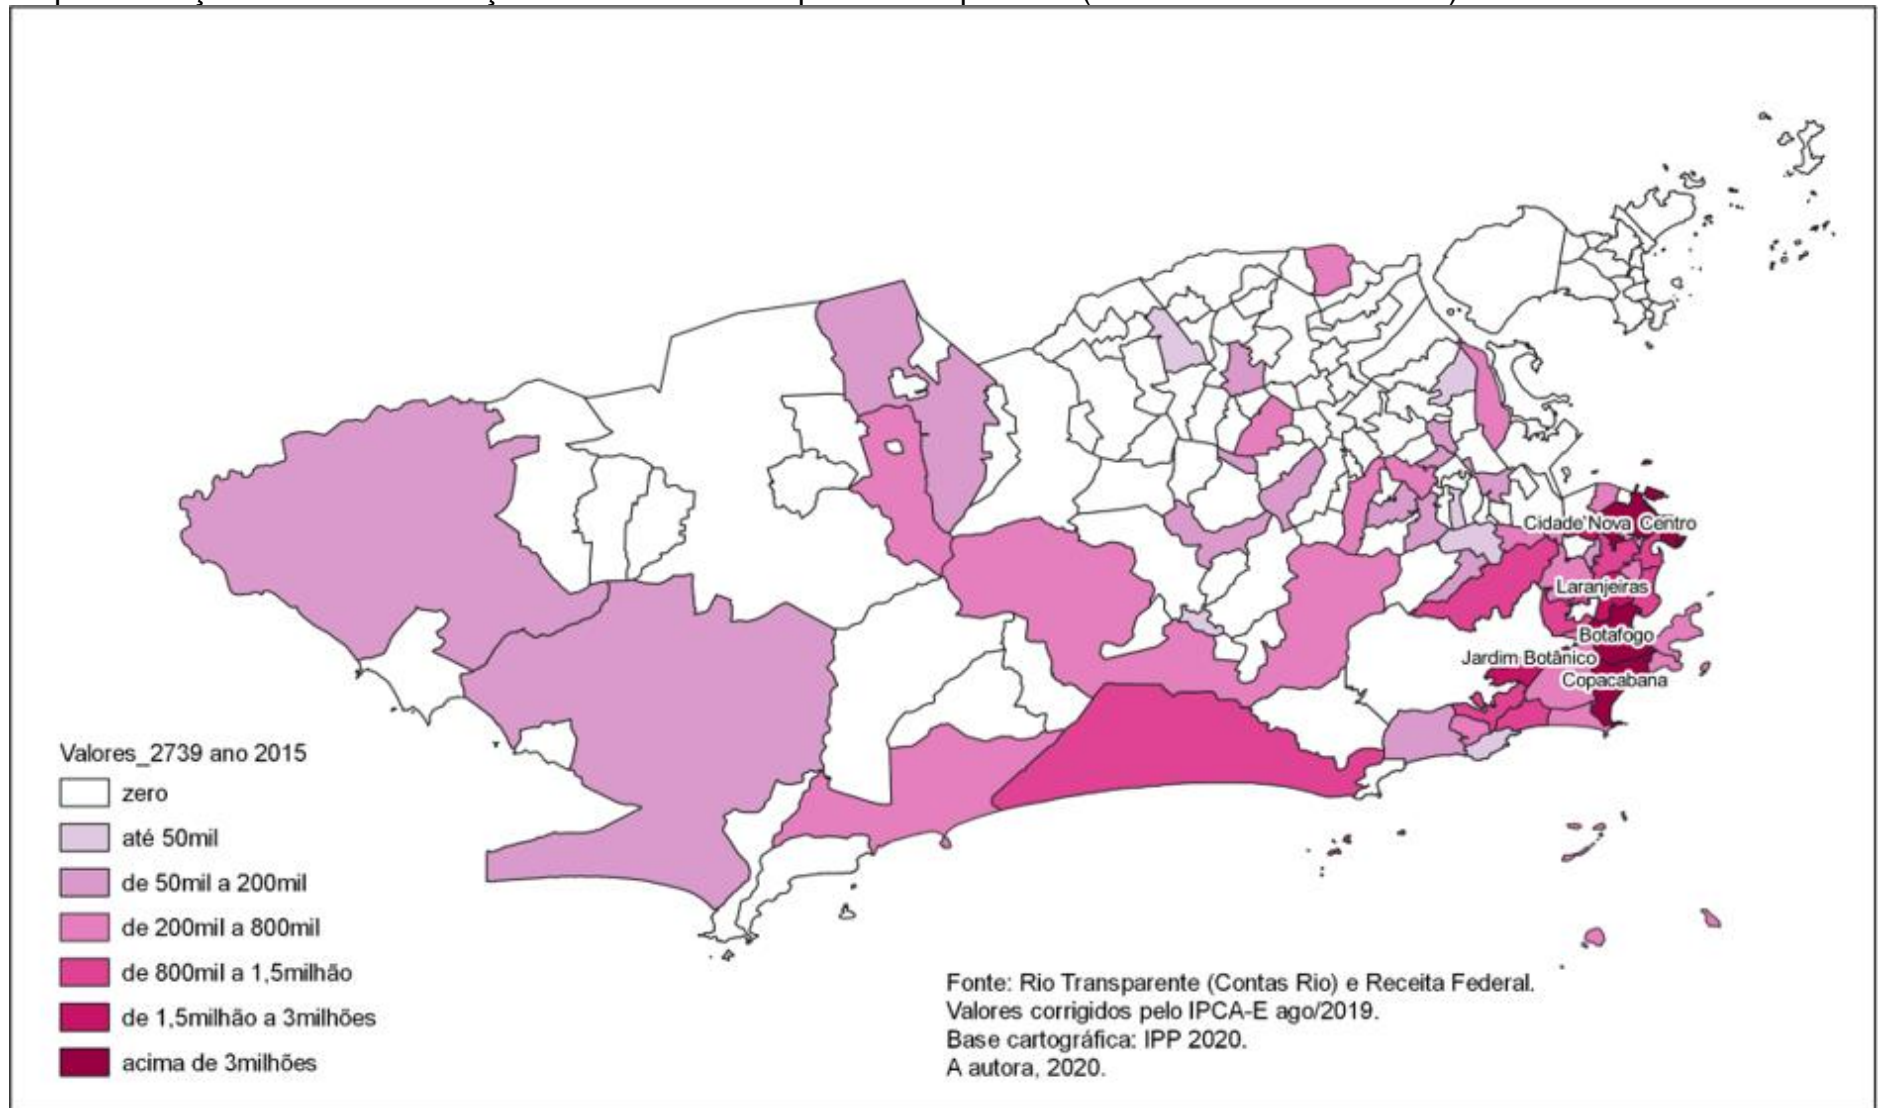 Cidade Nova Centro
Laranjeiras
Botafogo
Jardim Botânico
Copacabana
Valores_2739 ano 2015
zero
até 50mil
de 50mil a 200mil
de 200mil a 800mil
de 800mil a 1,5milhão
de 1,5milhão a 3milhões
acima de 3milhões
Fonte: Rio Transparente (Contas Rio) e Receita Federal.
Valores corrigidos pelo IPCA-E ago/2019.
Base cartográfica: IPP 2020.
A autora, 2020.